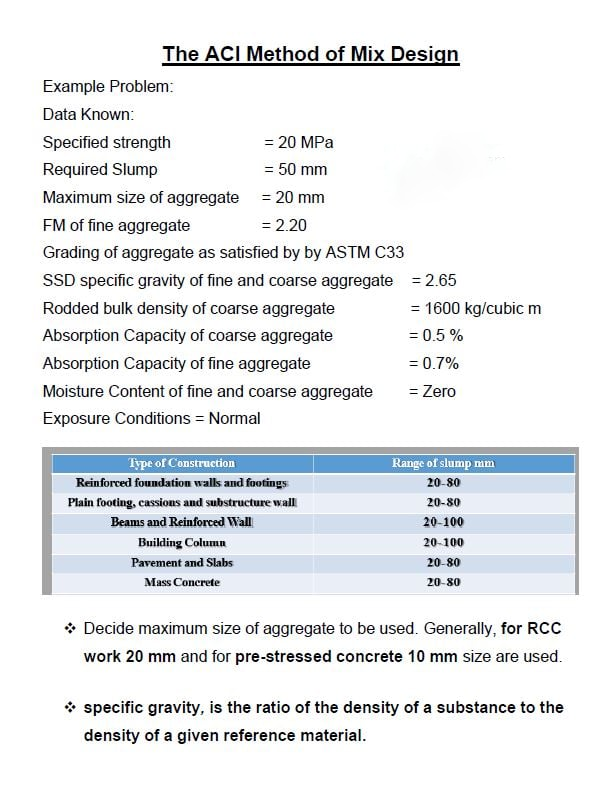 The ACI Method of Mix Design
Example Problem:
Data Known:
Specified strength = 20 MPa
Required Slump = 50 mm
Maximum size of aggregate = 20 mm
FM of fine aggregate = 2.20
Grading of aggregate as satisfied by by ASTM C33
SSD specific gravity of fine and coarse aggregate = 2.65
Rodded bulk density of coarse aggregate = 1600 kg/cubic m
Absorption Capacity of coarse aggregate = 0.5 %
Absorption Capacity of fine aggregate = 0.7%
Moisture Content of fine and coarse aggregate = Zero
Exposure Conditions = Normal
Type of Construction Range of slump mm
Reinforced foundation walls and footings 20-80
Plain footing, cassions and substructure wall 20-80
Beams and Reinforced Wall 20-100
Building Column 20-100
Pavement and Slabs 20-80
Mass Concrete 20-80
❖ Decide maximum size of aggregate to be used. Generally, for RCC
work 20 mm and for pre-stressed concrete 10 mm size are used.
❖ specific gravity, is the ratio of the density of a substance to the
density of a given reference material.